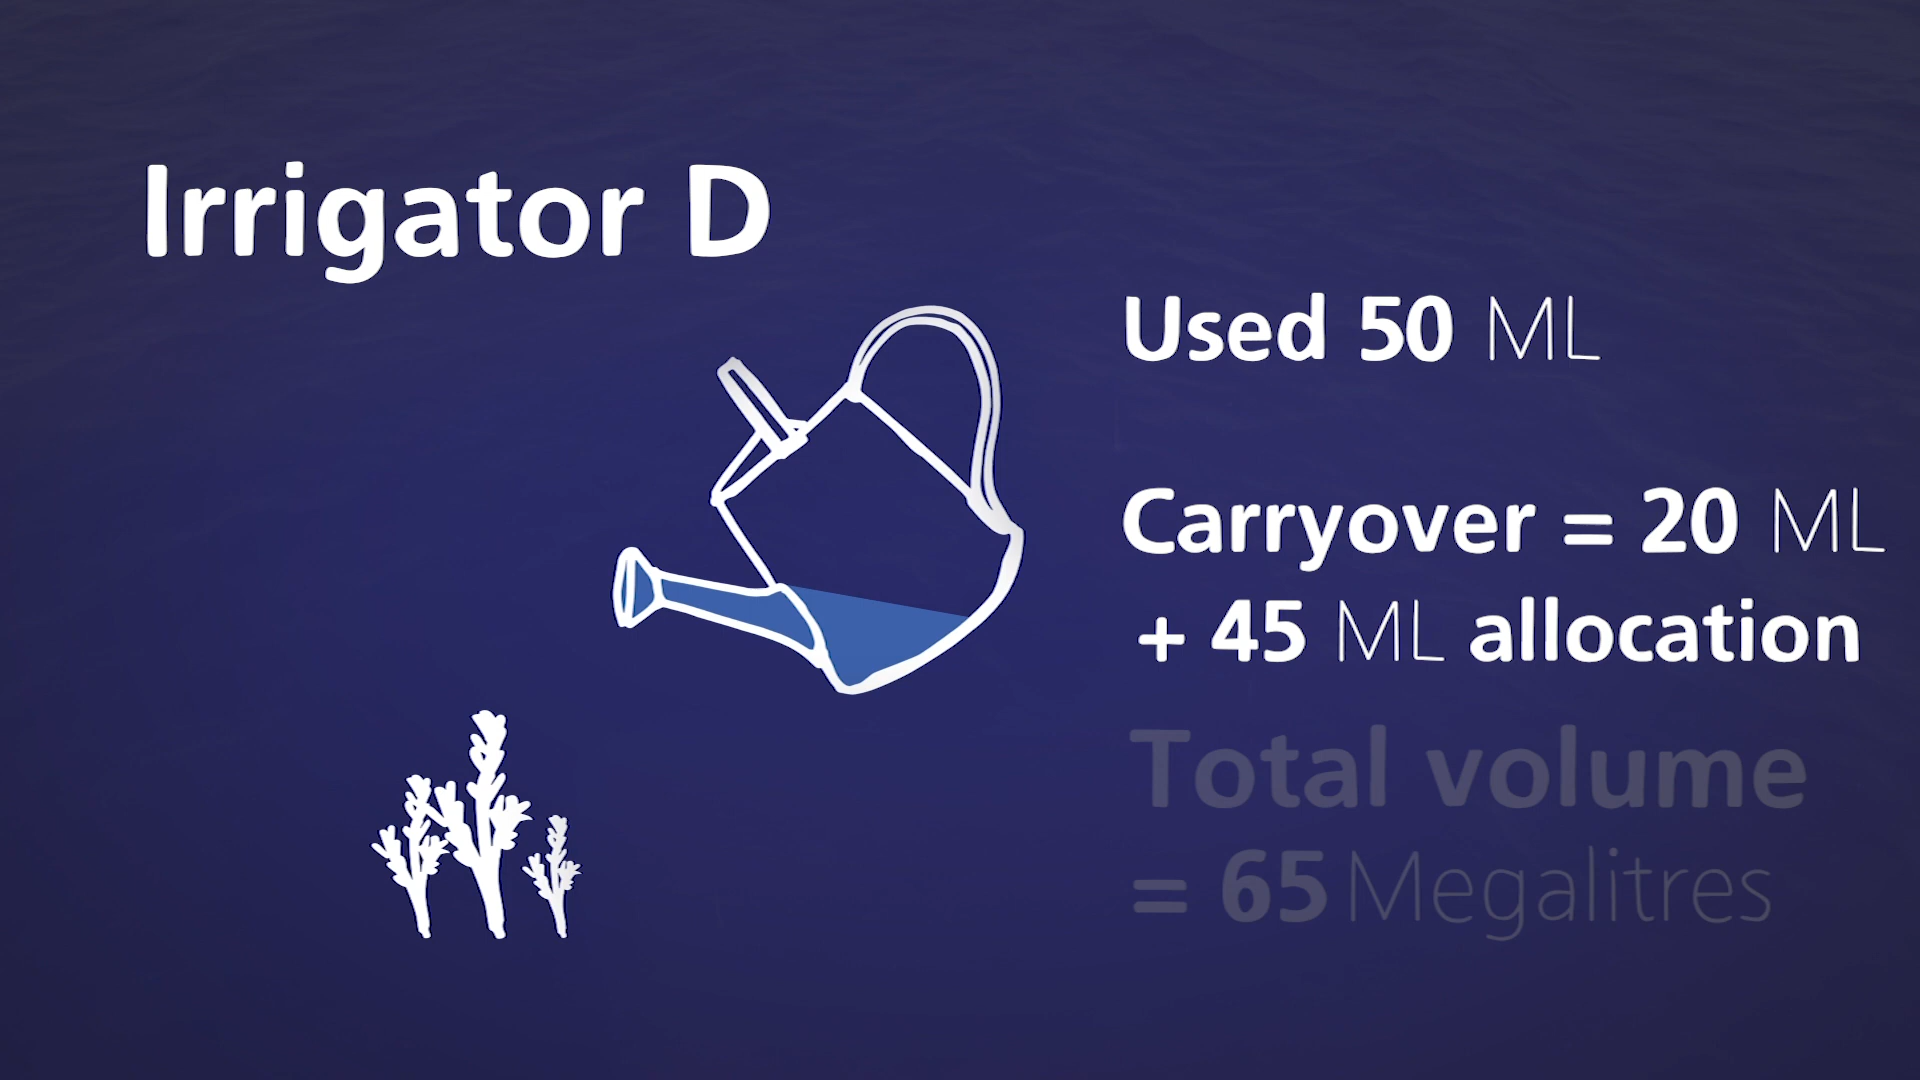 Irrigator D
Used 50 ML
Carryover = 20 ML
+ 45 ML allocation
Total volume
= 65 Megalitres